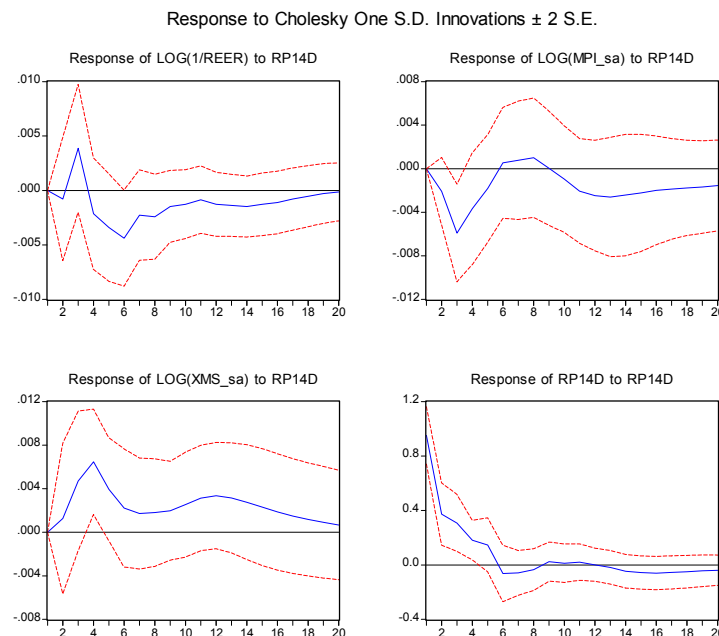 Response to Cholesky One S.D. Innovations ± 2 S.E.
Response of LOG(1/REER) to RP14D
.010
.005
.000
-.005
-.010
2 4 6 8 10 12 14 16 18 20
Response of LOG(MPI_sa) to RP14D
.008
.004
.000
-.004
-.008
-.012
2 4 6 8 10 12 14 16 18 20
Response of LOG(XMS_sa) to RP14D
.012
.008
.004
.000
-.004
-.008
2 4 6 8 10 12 14 16 18 20
Response of RP14D to RP14D
1.2
0.8
0.4
0.0
-0.4
2 4 6 8 10 12 14 16 18 20